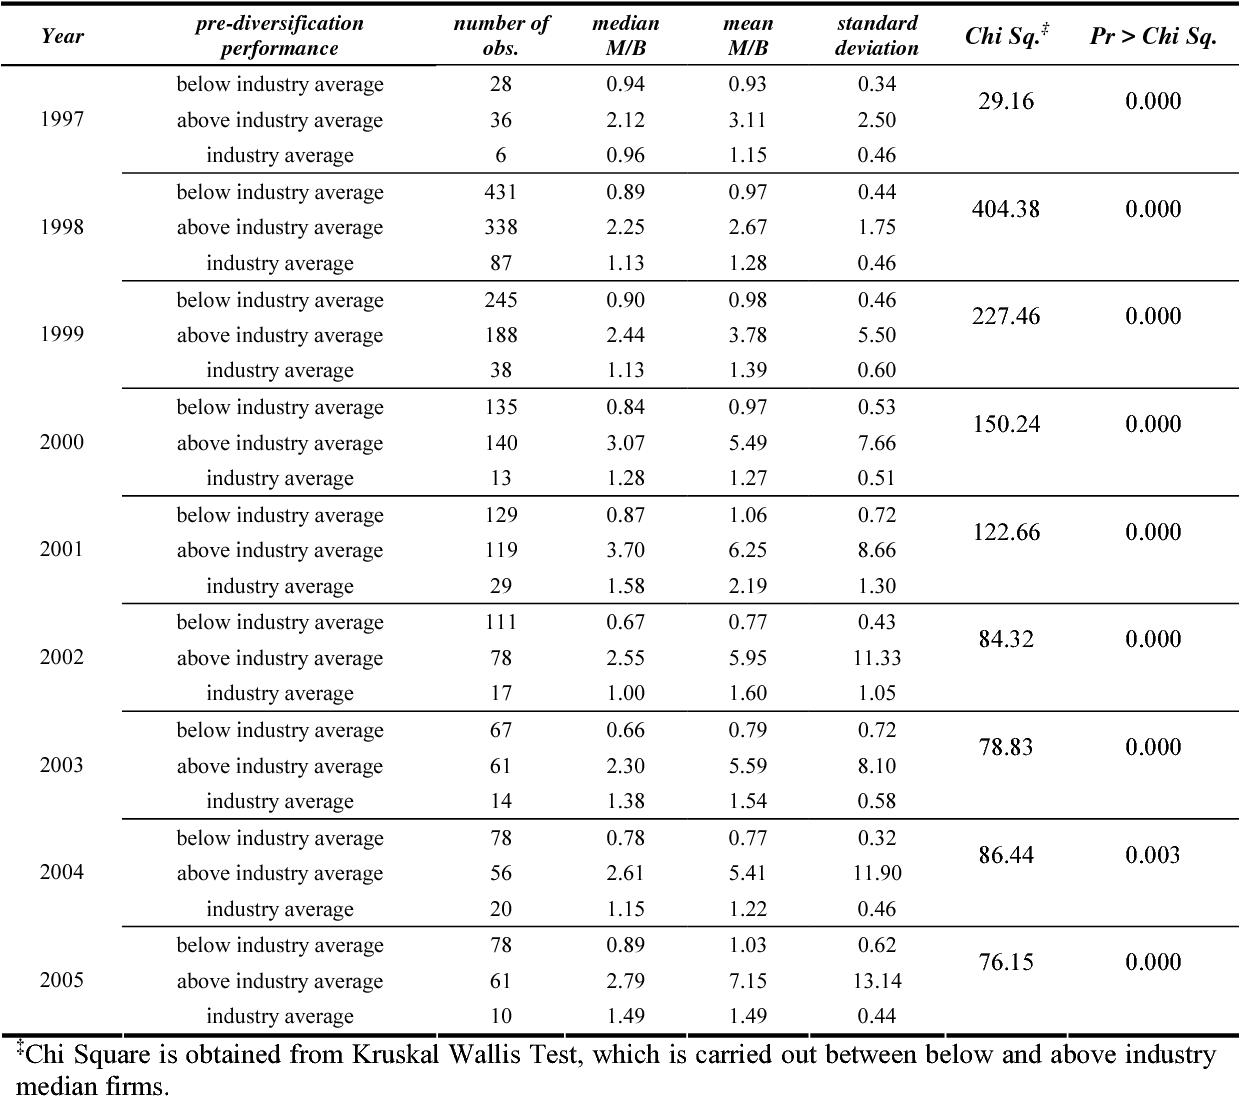 Year pre-diversification performance number of obs. median M/B mean M/B standard deviation Chi Sq.‡ Pr > Chi Sq.
1997 below industry average 28 0.94 0.93 0.34 29.16 0.000
above industry average 36 2.12 3.11 2.50
industry average 6 0.96 1.15 0.46
1998 below industry average 431 0.89 0.97 0.44 404.38 0.000
above industry average 338 2.25 2.67 1.75
industry average 87 1.13 1.28 0.46
1999 below industry average 245 0.90 0.98 0.46 227.46 0.000
above industry average 188 2.44 3.78 5.50
industry average 38 1.13 1.39 0.60
2000 below industry average 135 0.84 0.97 0.53 150.24 0.000
above industry average 140 3.07 5.49 7.66
industry average 13 1.28 1.27 0.51
2001 below industry average 129 0.87 1.06 0.72 122.66 0.000
above industry average 119 3.70 6.25 8.66
industry average 29 1.58 2.19 1.30
2002 below industry average 111 0.67 0.77 0.43 84.32 0.000
above industry average 78 2.55 5.95 11.33
industry average 17 1.00 1.60 1.05
2003 below industry average 67 0.66 0.79 0.72 78.83 0.000
above industry average 61 2.30 5.59 8.10
industry average 14 1.38 1.54 0.58
2004 below industry average 78 0.78 0.77 0.32 86.44 0.003
above industry average 56 2.61 5.41 11.90
industry average 20 1.15 1.22 0.46
2005 below industry average 78 0.89 1.03 0.62 76.15 0.000
above industry average 61 2.79 7.15 13.14
industry average 10 1.49 1.49 0.44
‡Chi Square is obtained from Kruskal Wallis Test, which is carried out between below and above industry
median firms.